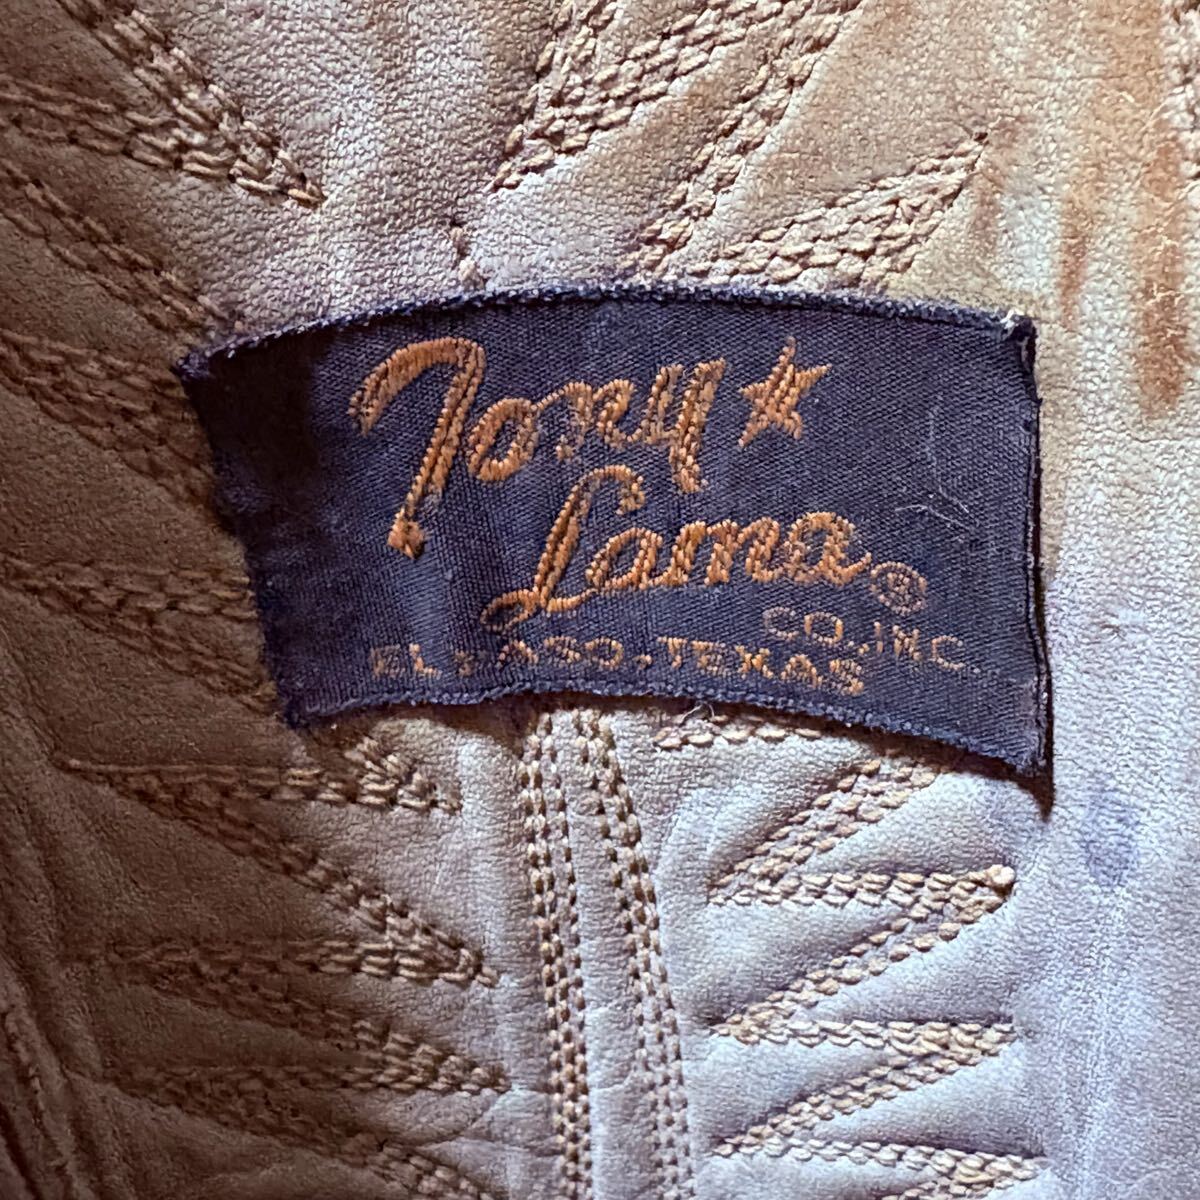 Tony
Lama®
CO., INC.
EL PASO, TEXAS